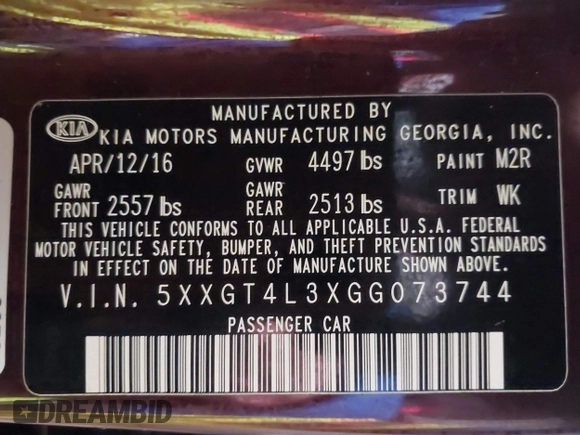 MANUFACTURED BY
KIA KIA MOTORS MANUFACTURING GEORGIA, INC.
APR/12/16 GVWR 4497 lbs PAINT M2R
GAWR GAWR
FRONT 2557 lbs REAR 2513 lbs TRIM WK
THIS VEHICLE CONFORMS TO ALL APPLICABLE U.S.A. FEDERAL
MOTOR VEHICLE SAFETY, BUMPER, AND THEFT PREVENTION STANDARDS
IN EFFECT ON THE DATE OF MANUFACTURE SHOWN ABOVE.
V.I.N. 5XXGT4L3XGG073744
PASSENGER CAR
DREAMBID